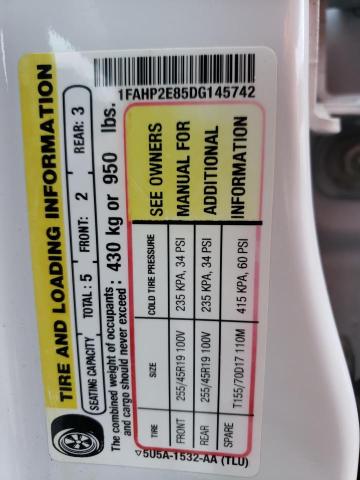 TIRE AND LOADING INFORMATION
SEATING CAPACITY TOTAL: 5 FRONT: 2 REAR: 3
The combined weight of occupants and cargo should never exceed: 430 kg or 950 lbs.
TIRE SIZE COLD TIRE PRESSURE
FRONT 255/45R19 100V 235 KPA, 34 PSI
REAR 255/45R19 100V 235 KPA, 34 PSI
SPARE T155/70D17 110M 415 KPA, 60 PSI
SEE OWNERS
MANUAL FOR
ADDITIONAL
INFORMATION
▽5U5A-1532-AA (TLU)
1FAHP2E85DG145742